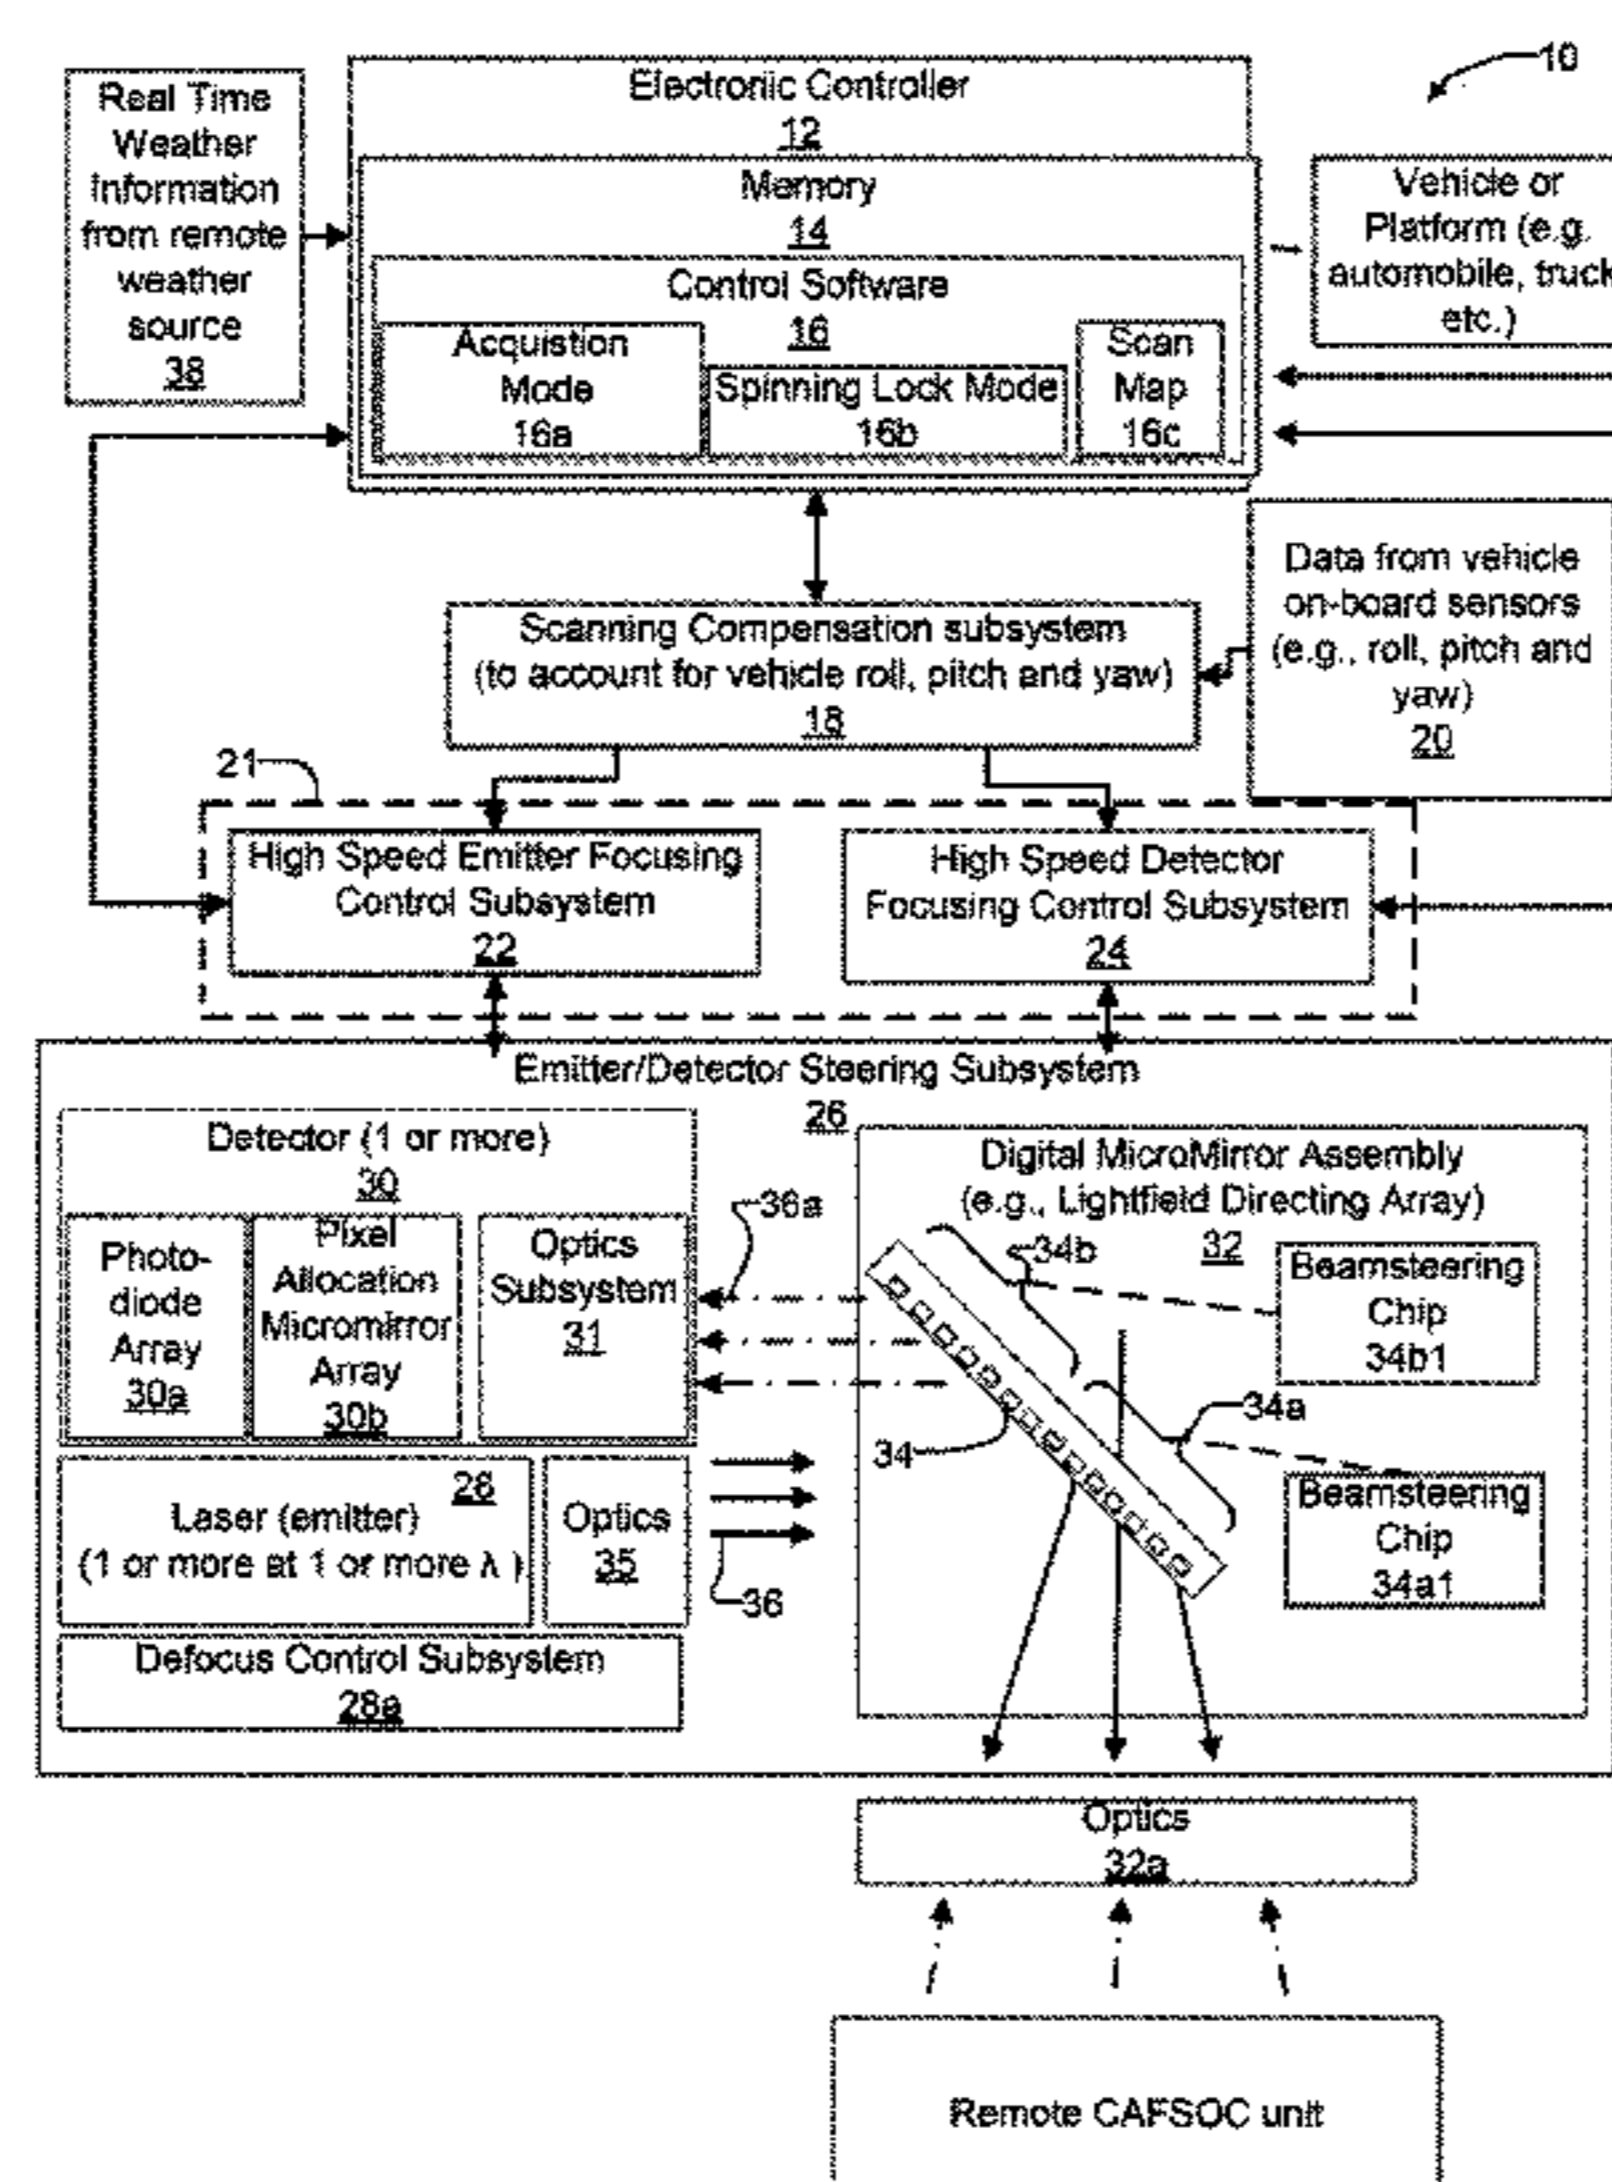 10
Real Time
Weather
Information
from remote
weather
source
38
Electronic Controller
12
Memory
14
Control Software
16
Acquistion
Mode
16a
Spinning Lock Mode
16b
Scan
Map
16c
Vehicle or
Platform (e.g.
automobile, truck
etc.)
Scanning Compensation subsystem
(to account for vehicle roll, pitch and yaw)
18
Data from vehicle
on-board sensors
(e.g., roll, pitch and
yaw)
20
21
High Speed Emitter Focusing
Control Subsystem
22
High Speed Detector
Focusing Control Subsystem
24
Emitter/Detector Steering Subsystem
26
Detector (1 or more)
30
Photo-
diode
Array
30a
Pixel
Allocation
Micromirror
Array
30b
Optics
Subsystem
31
36a
Digital MicroMirror Assembly
(e.g., Lightfield Directing Array)
32
34b
Beamsteering
Chip
34b1
34a
34
Beamsteering
Chip
34a1
28
Laser (emitter)
(1 or more at 1 or more λ )
Optics
35
36
Defocus Control Subsystem
28a
Optics
32a
Remote CAFSOC unit